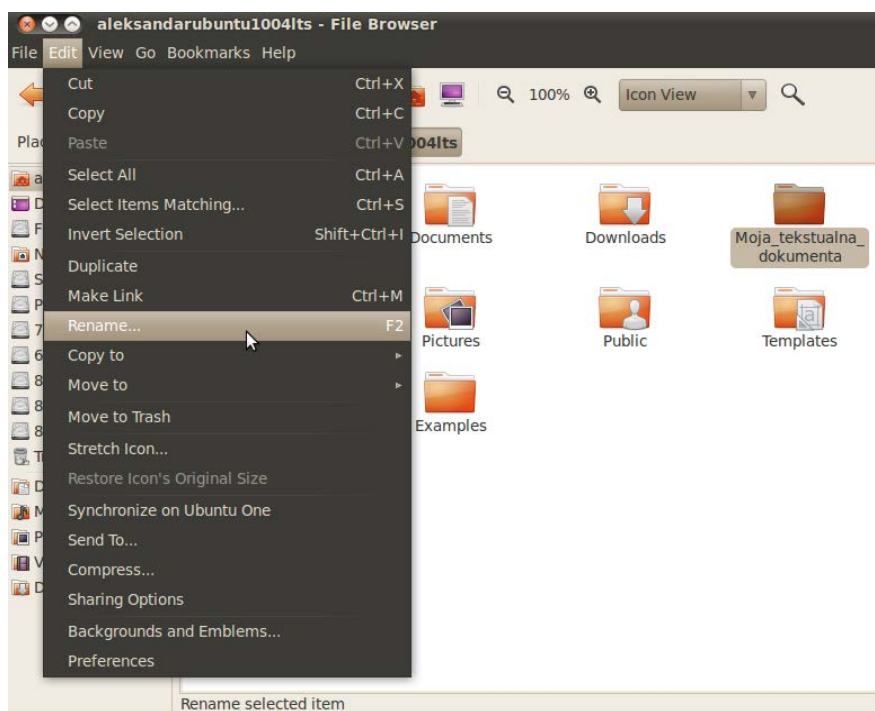 aleksandarubuntu1004lts - File Browser
File Edit View Go Bookmarks Help
Cut Ctrl+X
Copy Ctrl+C
Paste Ctrl+V
Select All Ctrl+A
Select Items Matching... Ctrl+S
Invert Selection Shift+Ctrl+I
Duplicate
Make Link Ctrl+M
Rename... F2
Copy to
Move to
Move to Trash
Stretch Icon...
Restore Icon's Original Size
Synchronize on Ubuntu One
Send To...
Compress...
Sharing Options
Backgrounds and Emblems...
Preferences
100% Icon View
004lts
Documents Downloads Moja_tekstualna_
dokumenta
Pictures Public Templates
Examples
Rename selected item